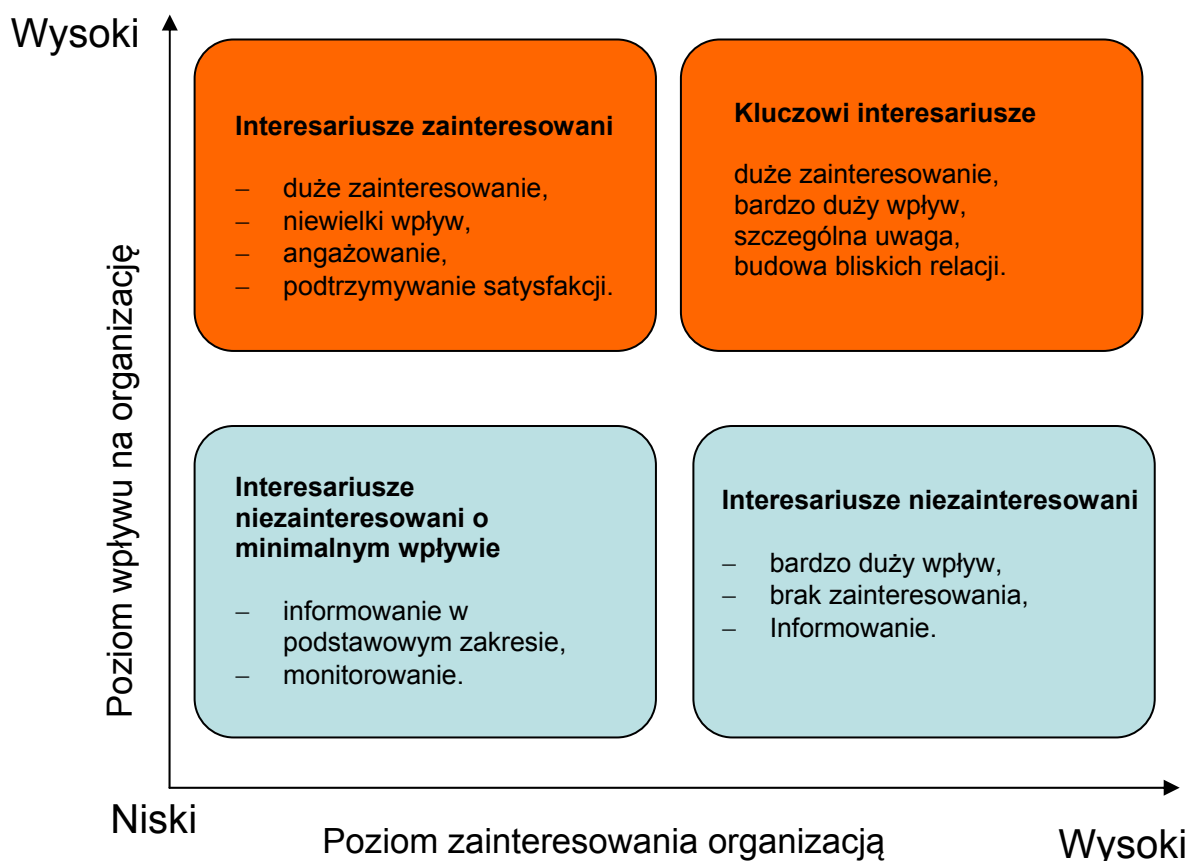 Wysoki
Interesariusze zainteresowani
– duże zainteresowanie,
– niewielki wpływ,
– angażowanie,
– podtrzymywanie satysfakcji.
Kluczowi interesariusze
duże zainteresowanie,
bardzo duży wpływ,
szczególna uwaga,
budowa bliskich relacji.
Poziom wpływu na organizację
Interesariusze
niezainteresowani o
minimalnym wpływie
– informowanie w
podstawowym zakresie,
– monitorowanie.
Interesariusze niezainteresowani
– bardzo duży wpływ,
– brak zainteresowania,
– Informowanie.
Niski
Poziom zainteresowania organizacją
Wysoki